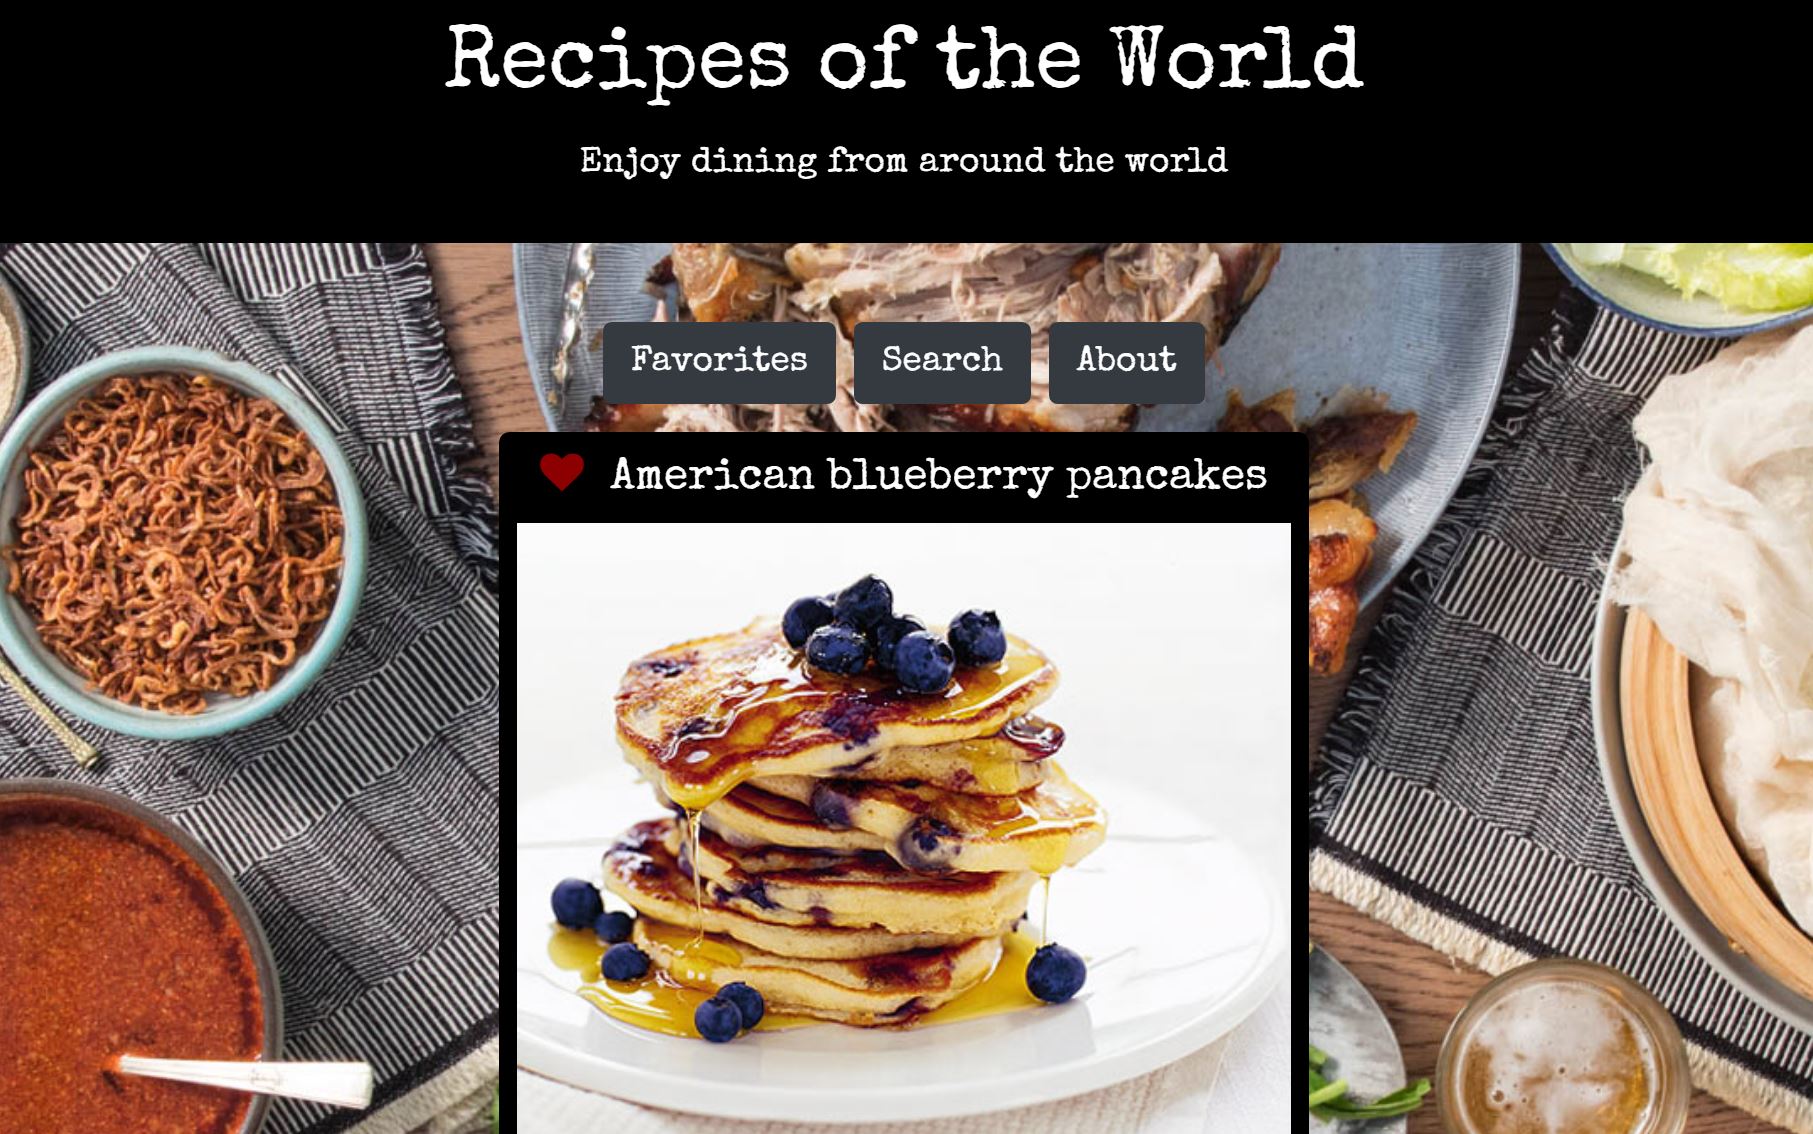 Recipes of the World
Enjoy dining from around the world
Favorites Search About
American blueberry pancakes